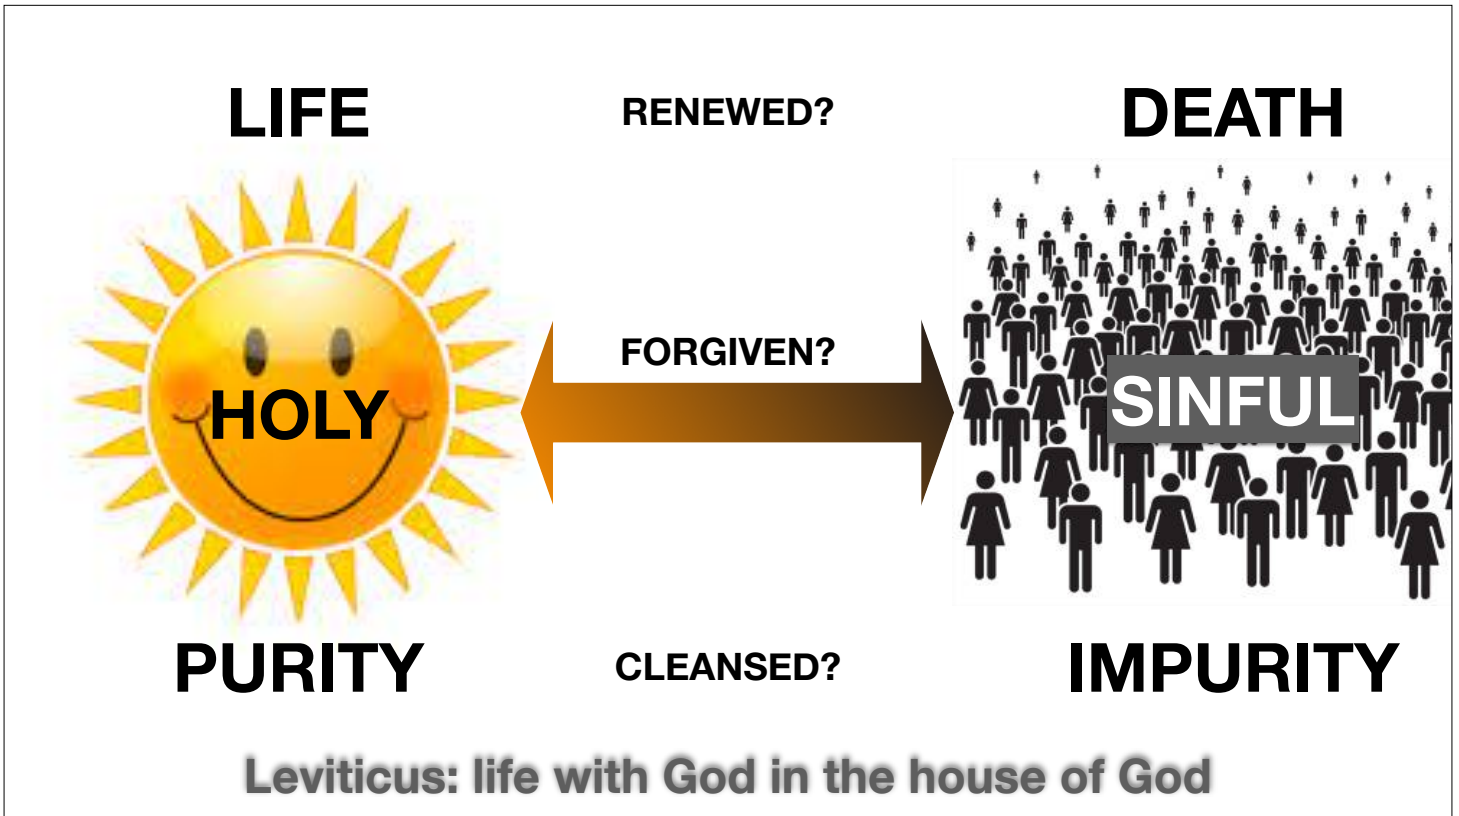 LIFE
RENEWED?
DEATH
FORGIVEN?
HOLY
SINFUL
PURITY
CLEANSED?
IMPURITY
Leviticus: life with God in the house of God